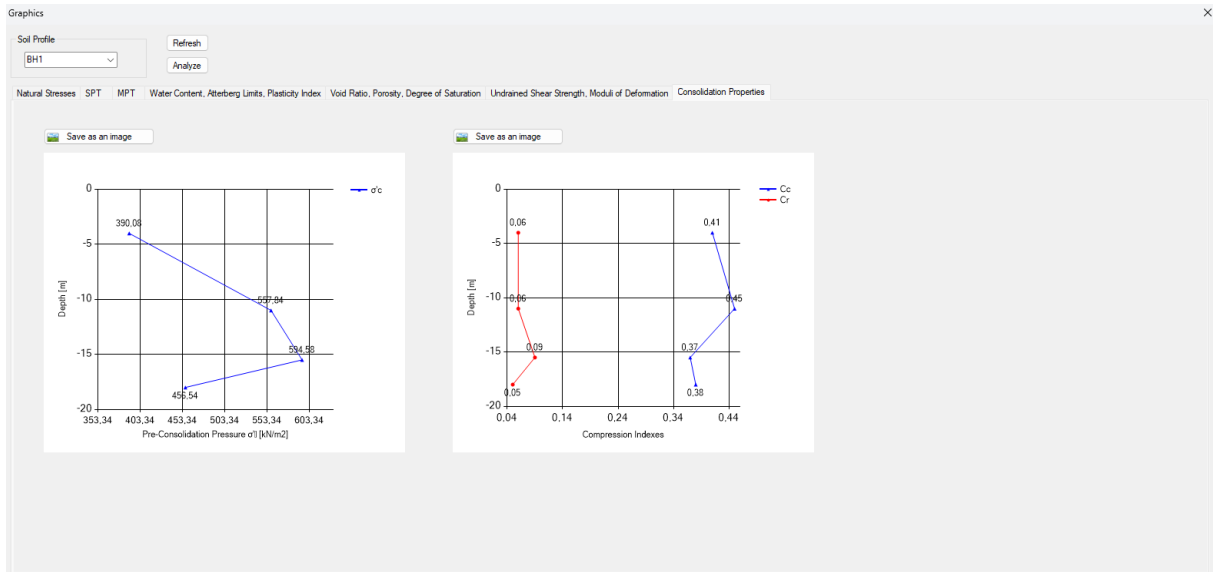 Graphics
Soil Profile
BH1
Refresh
Analyze
Natural Stresses SPT MPT Water Content, Atterberg Limits, Plasticity Index Void Ratio, Porosity, Degree of Saturation Undrained Shear Strength, Moduli of Deformation Consolidation Properties
Save as an image
0
-5
-10
-15
-20
Depth [m]
390,08
557,84
594,58
456,54
σ'c
353,34 403,34 453,34 503,34 553,34 603,34
Pre-Consolidation Pressure σ'l) [kN/m2]
Save as an image
0
-5
-10
-15
-20
Depth [m]
0,06
0,06
0,09
0,05
0,41
0,45
0,37
0,38
Cc
Cr
0,04 0,14 0,24 0,34 0,44
Compression Indexes